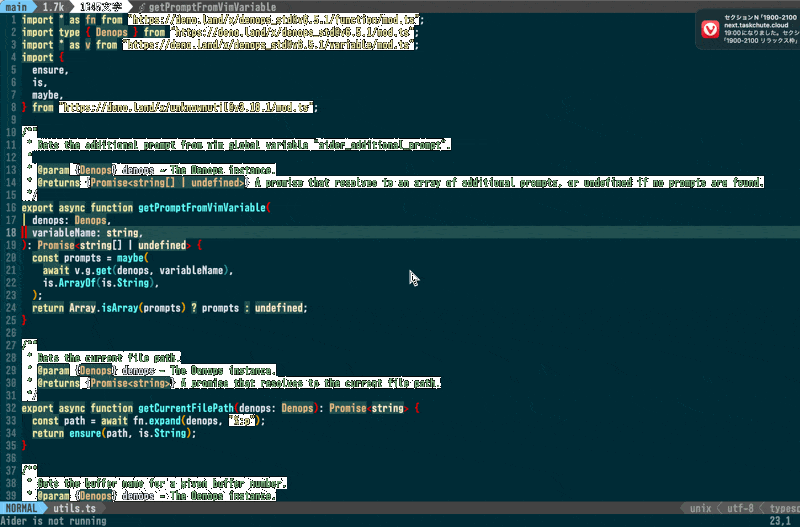 main 1.7k 1345文字 getPromptFromVimVariable
1 import * as fn from "https://deno.land/x/denops_std@v6.5.1/function/mod.ts";
2 import type { Denops } from "https://deno.land/x/denops_std@v6.5.1/mod.ts";
3 import * as v from "https://deno.land/x/denops_std@v6.5.1/variable/mod.ts";
4 import {
5 ensure,
6 is,
7 maybe,
8 } from "https://deno.land/x/unknownutil@v3.18.1/mod.ts";
9
10 /**
11 * Gets the additional prompt from vim global variable "aider_additional_prompt".
12 *
13 * @param {Denops} denops - The Denops instance.
14 * @returns {Promise<string[] | undefined>} A promise that resolves to an array of additional prompts, or undefined if no prompts are found.
15 */
16 export async function getPromptFromVimVariable(
17 denops: Denops,
18 variableName: string,
19 ): Promise<string[] | undefined> {
20 const prompts = maybe(
21 await v.g.get(denops, variableName),
22 is.ArrayOf(is.String),
23 );
24 return Array.isArray(prompts) ? prompts : undefined;
25 }
26
27 /**
28 * Gets the current file path.
29 * @param {Denops} denops - The Denops instance.
30 * @returns {Promise<string>} A promise that resolves to the current file path.
31 */
32 export async function getCurrentFilePath(denops: Denops): Promise<string> {
33 const path = await fn.expand(denops, "%:p");
34 return ensure(path, is.String);
35 }
36
37 /**
38 * Gets the buffer name for a given buffer number.
39 * @param {Denops} denops - The Denops instance.
NORMAL utils.ts unix utf-8 typesc
Aider is not running 23,1
セクションN「1900-2100
next.taskchute.cloud
19:00になりました。セクシ
「1900-2100 リラックス枠」